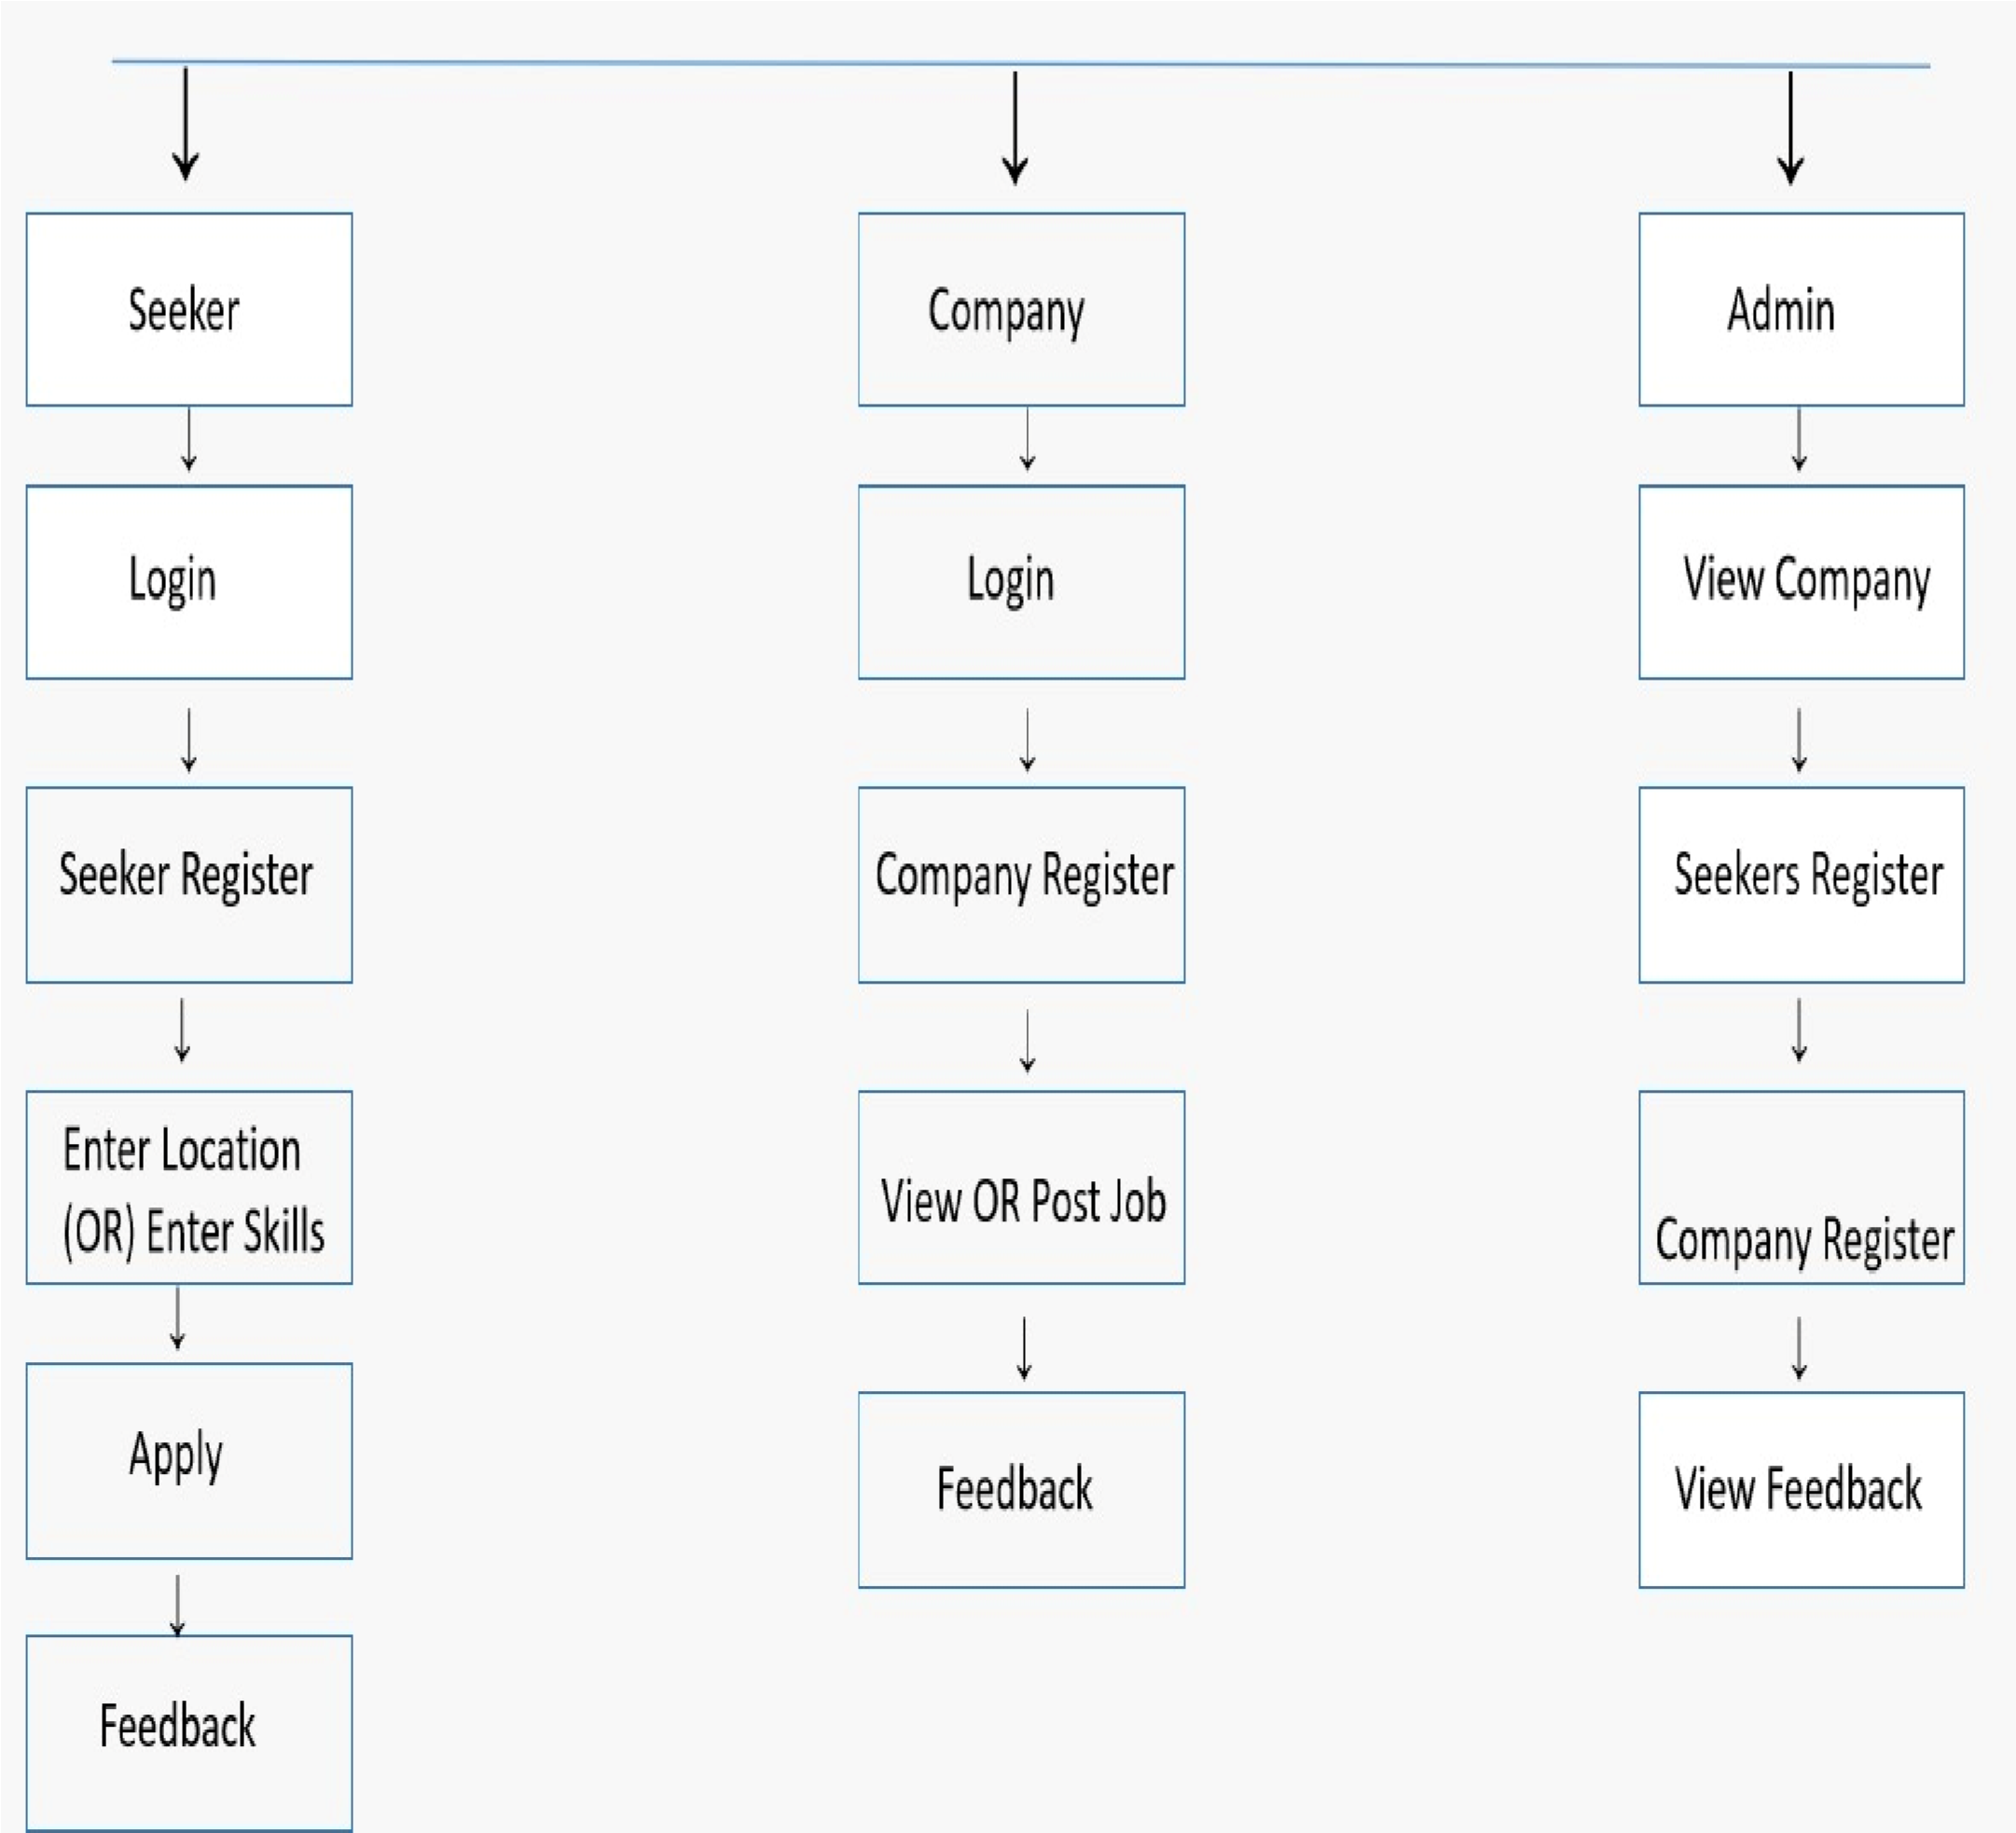 Seeker
Company
Admin
Login
Login
View Company
Seeker Register
Company Register
Seekers Register
Enter Location
(OR) Enter Skills
View OR Post Job
Company Register
Apply
Feedback
View Feedback
Feedback